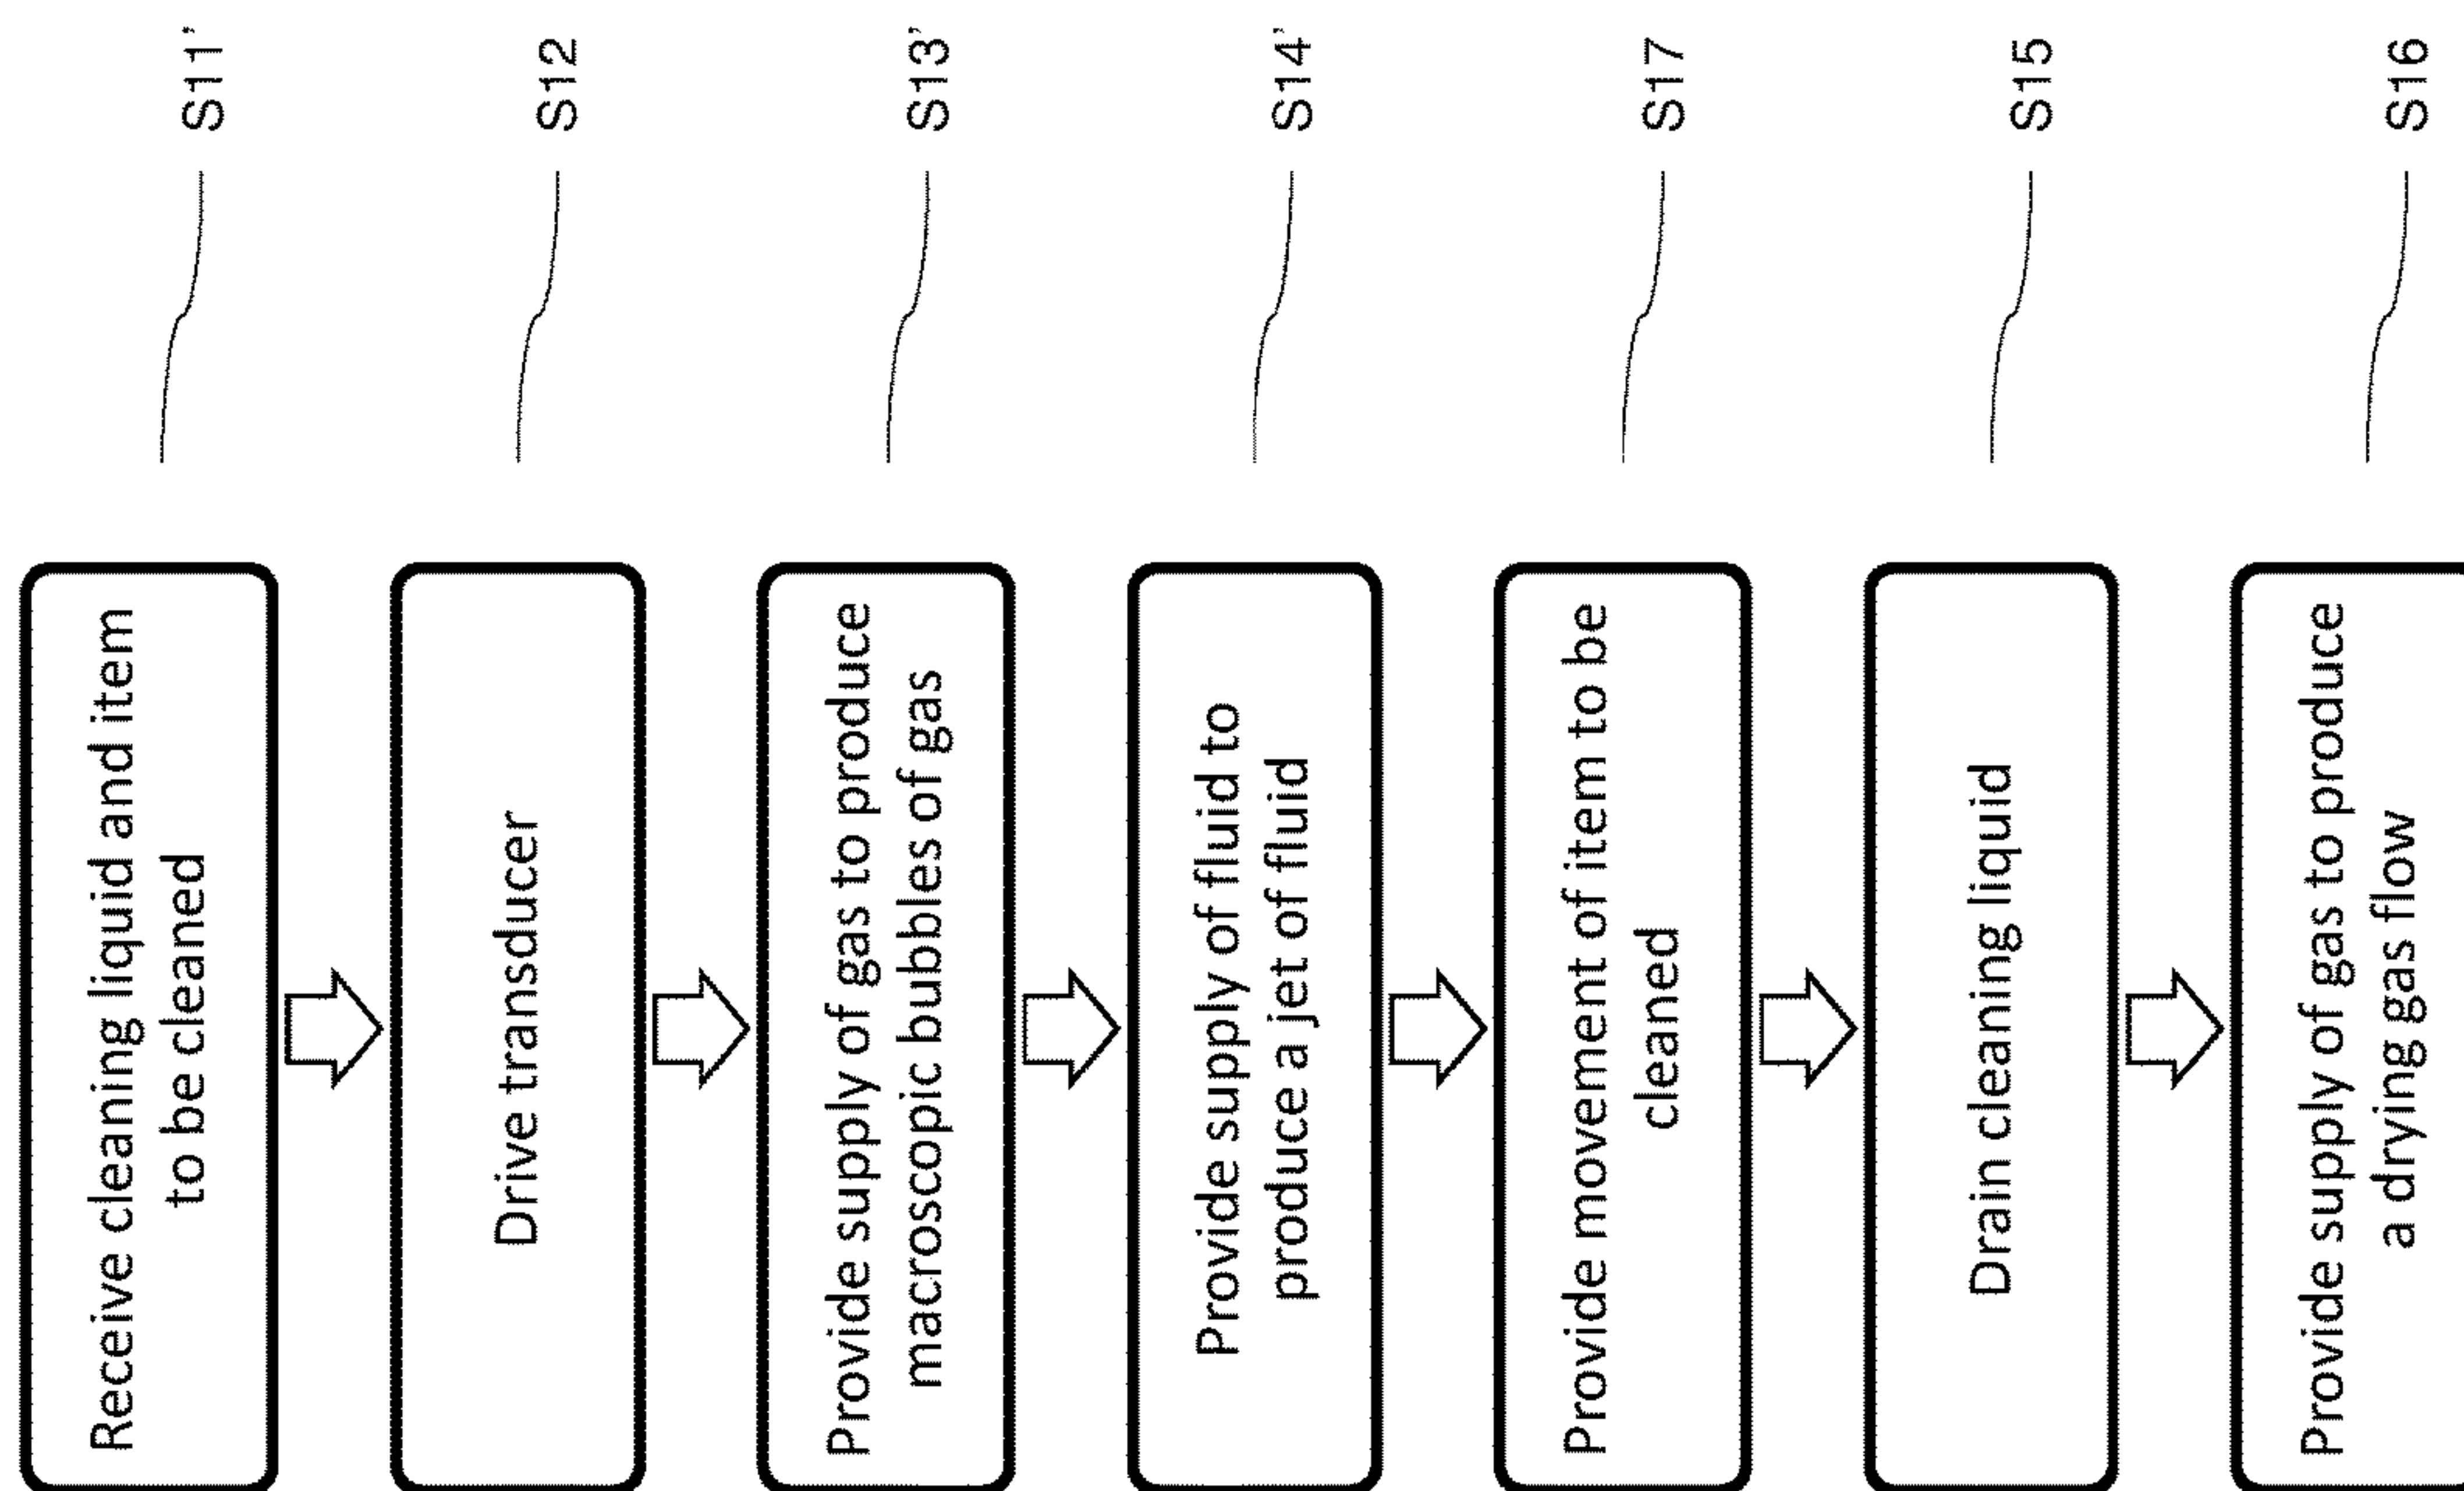 Receive cleaning liquid and item
to be cleaned
S11'
Drive transducer
S12
Provide supply of gas to produce
macroscopic bubbles of gas
S13'
Provide supply of fluid to
produce a jet of fluid
S14'
Provide movement of item to be
cleaned
S17
Drain cleaning liquid
S15
Provide supply of gas to produce
a drying gas flow
S16